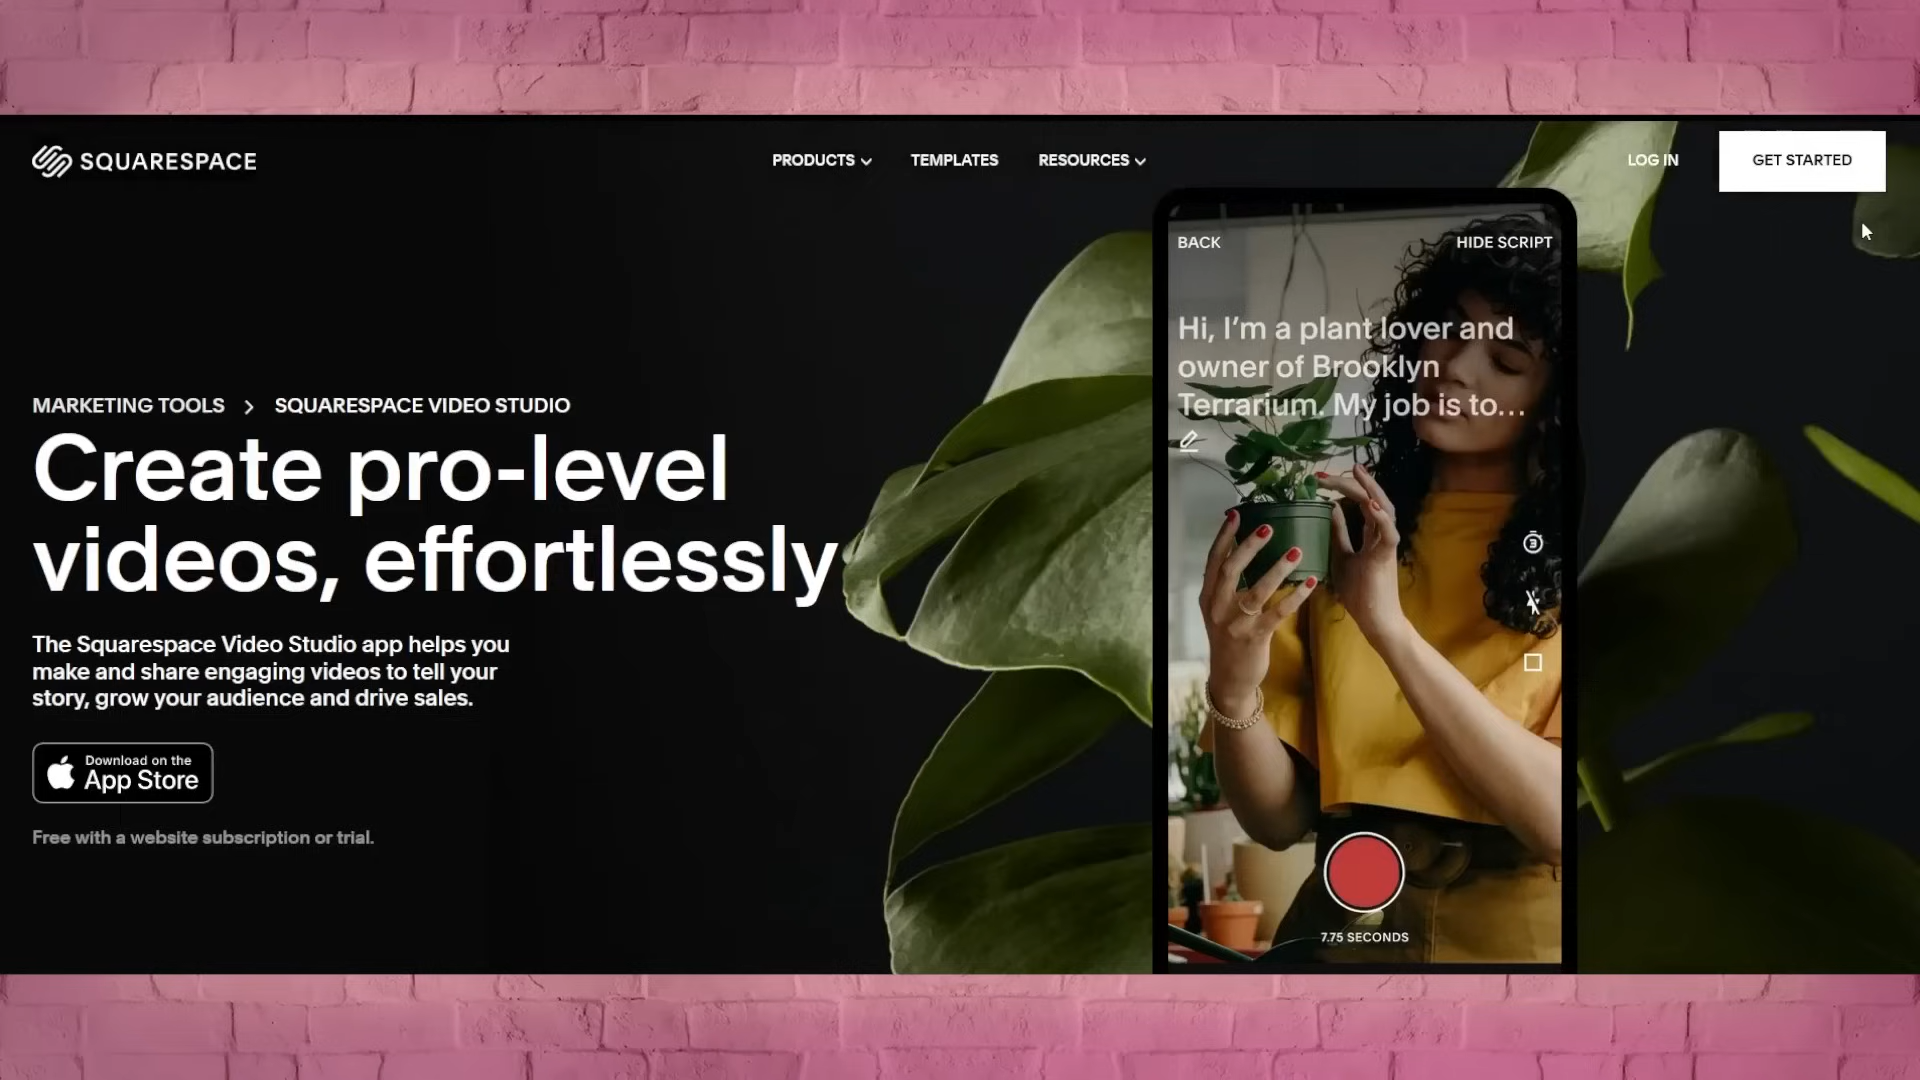 SQUARESPACE
PRODUCTS
TEMPLATES
RESOURCES
LOG IN
GET STARTED
MARKETING TOOLS > SQUARESPACE VIDEO STUDIO
Create pro-level
videos, effortlessly
The Squarespace Video Studio app helps you
make and share engaging videos to tell your
story, grow your audience and drive sales.
Download on the
App Store
Free with a website subscription or trial.
BACK
HIDE SCRIPT
Hi, I’m a plant lover and
owner of Brooklyn
Terrarium. My job is to...
3
7.75 SECONDS